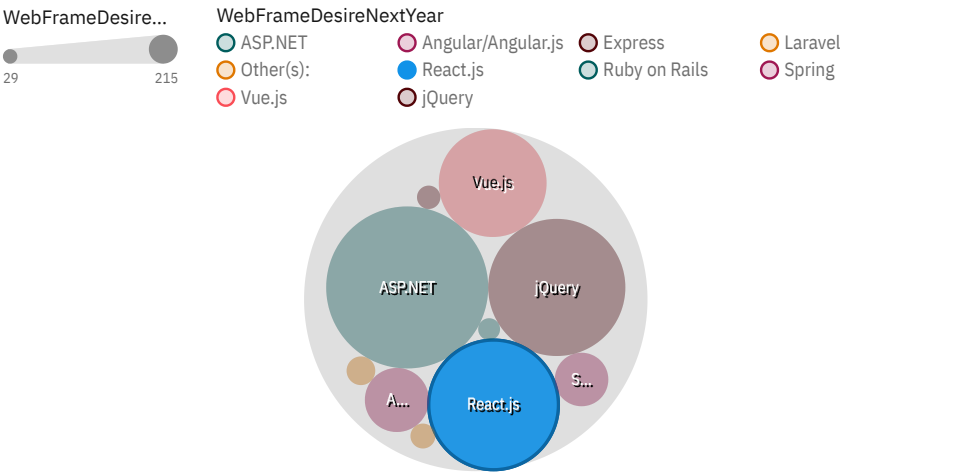 WebFrameDesire...
29 215
WebFrameDesireNextYear
ASP.NET Angular/Angular.js Express Laravel
Other(s): React.js Ruby on Rails Spring
Vue.js jQuery
Vue.js
ASP.NET jQuery
S...
A...
React.js